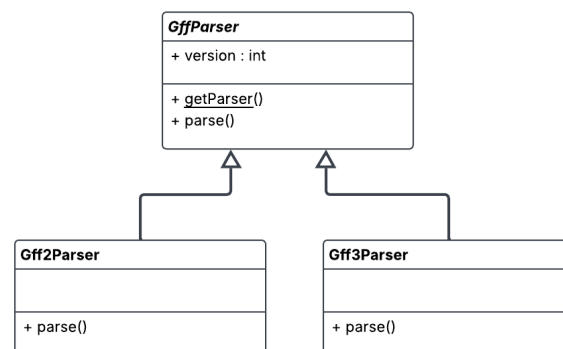 GffParser
+ version : int
+ getParser()
+ parse()
Gff2Parser
Gff3Parser
+ parse()
+ parse()